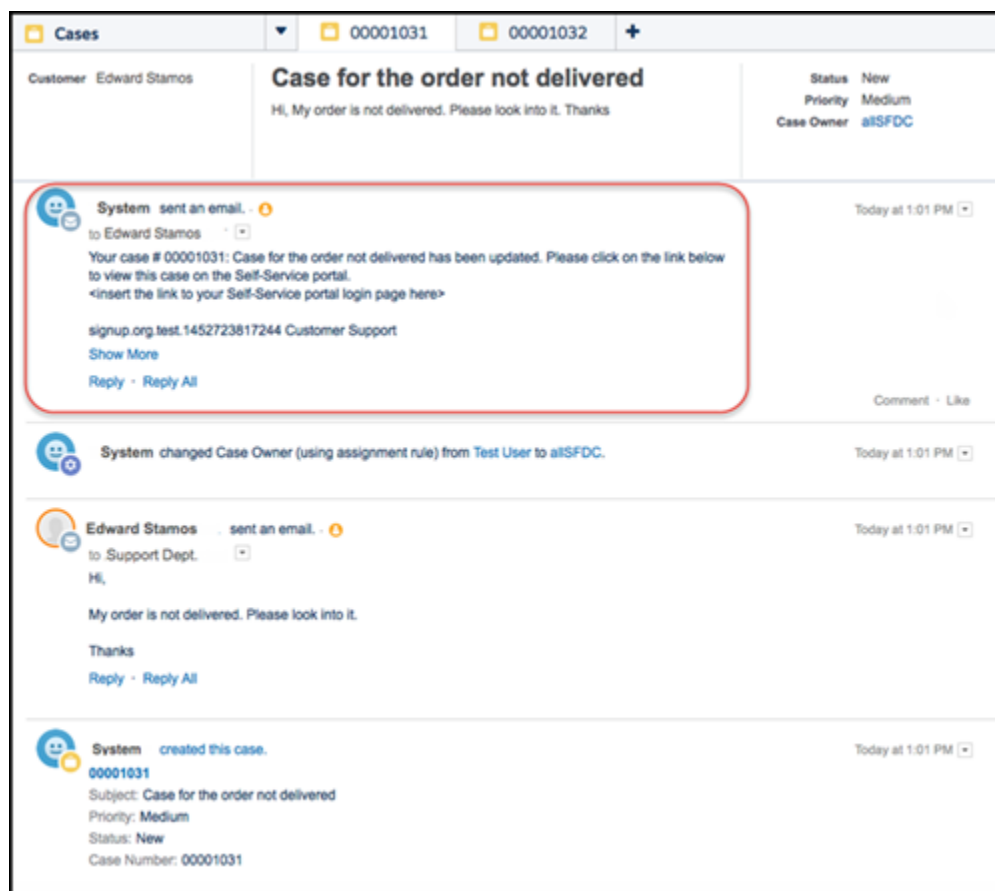 Cases 00001031 00001032 +
Customer Edward Stamos
Case for the order not delivered
Hi, My order is not delivered. Please look into it. Thanks
Status New
Priority Medium
Case Owner allSFDC
System sent an email. Today at 1:01 PM
to Edward Stamos
Your case # 00001031: Case for the order not delivered has been updated. Please click on the link below
to view this case on the Self-Service portal.
<insert the link to your Self-Service portal login page here>
signup.org.test.1452723817244 Customer Support
Show More
Reply · Reply All
Comment · Like
System changed Case Owner (using assignment rule) from Test User to allSFDC. Today at 1:01 PM
Edward Stamos sent an email. Today at 1:01 PM
to Support Dept.
Hi,
My order is not delivered. Please look into it.
Thanks
Reply · Reply All
System created this case. Today at 1:01 PM
00001031
Subject: Case for the order not delivered
Priority: Medium
Status: New
Case Number: 00001031